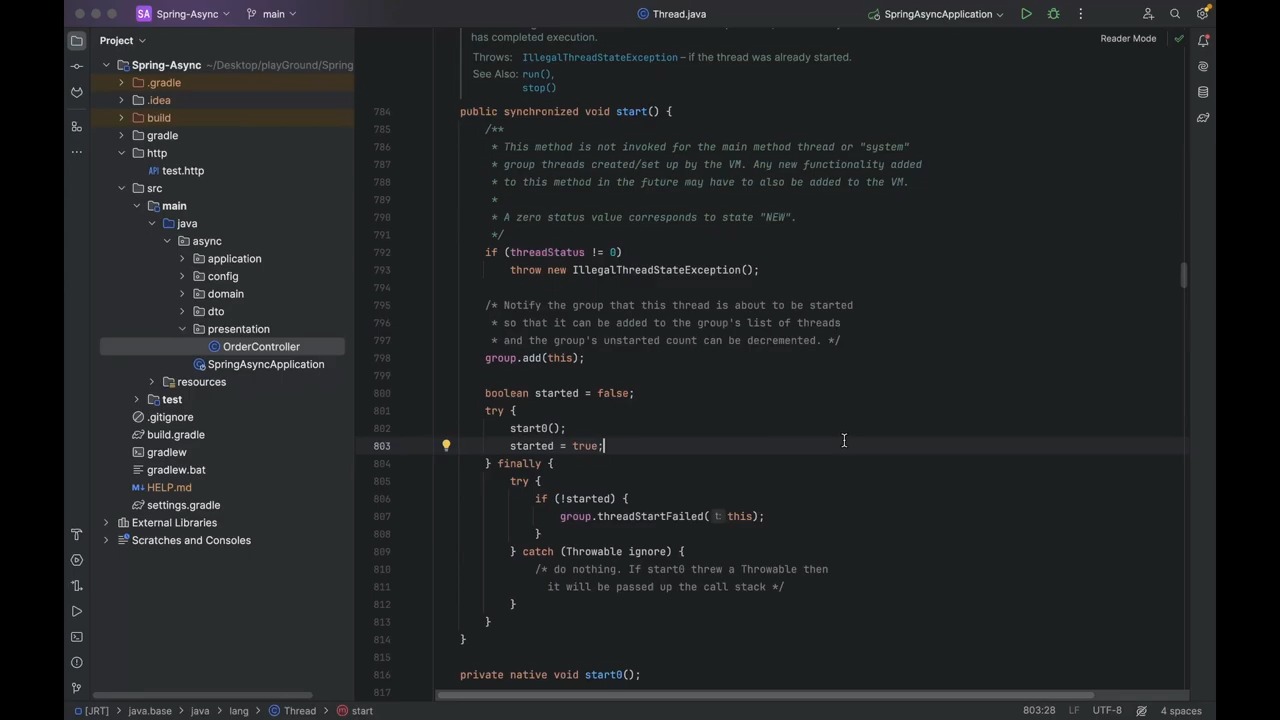 SA Spring-Async main Thread.java SpringAsyncApplication
Project
Reader Mode
Spring-Async ~/Desktop/playGround/Spring
.gradle
.idea
build
gradle
http
API test.http
src
main
java
async
application
config
domain
dto
presentation
OrderController
SpringAsyncApplication
resources
test
.gitignore
build.gradle
gradlew
gradlew.bat
HELP.md
settings.gradle
External Libraries
Scratches and Consoles
has completed execution.
Throws: IllegalThreadStateException – if the thread was already started.
See Also: run(),
stop()
784 public synchronized void start() {
785 /**
786 * This method is not invoked for the main method thread or "system"
787 * group threads created/set up by the VM. Any new functionality added
788 * to this method in the future may have to also be added to the VM.
789 *
790 * A zero status value corresponds to state "NEW".
791 */
792 if (threadStatus != 0)
793 throw new IllegalThreadStateException();
794
795 /* Notify the group that this thread is about to be started
796 * so that it can be added to the group's list of threads
797 * and the group's unstarted count can be decremented. */
798 group.add(this);
799
800 boolean started = false;
801 try {
802 start0();
803 started = true;
804 } finally {
805 try {
806 if (!started) {
807 group.threadStartFailed( t: this);
808 }
809 } catch (Throwable ignore) {
810 /* do nothing. If start0 threw a Throwable then
811 it will be passed up the call stack */
812 }
813 }
814 }
815
816 private native void start0();
817
[JRT] java.base java lang Thread start 803:28 LF UTF-8 4 spaces